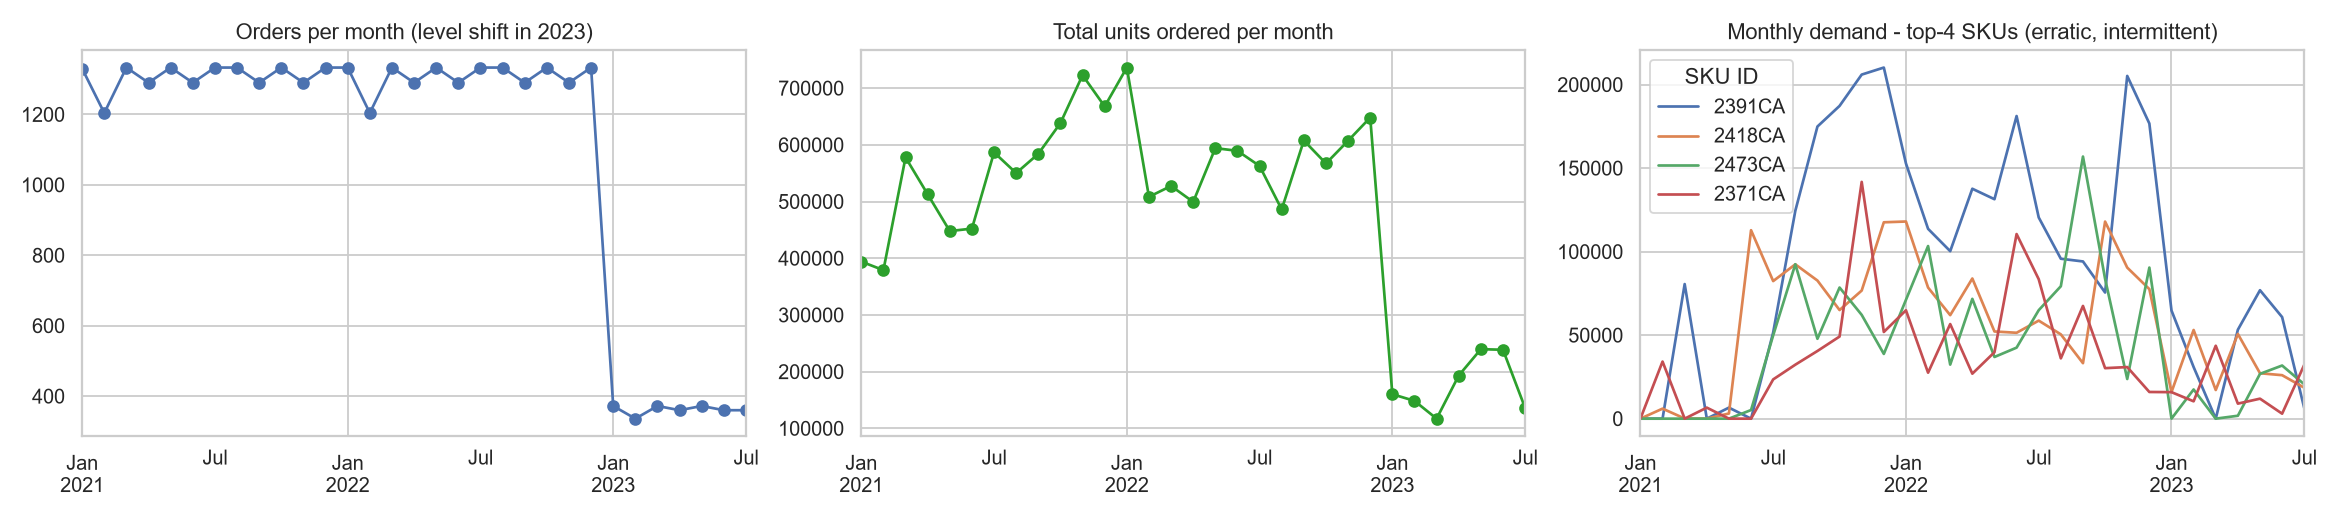 Orders per month (level shift in 2023)
1200
1000
800
600
400
Jan
2021
Jul
Jan
2022
Jul
Jan
2023
Jul
Total units ordered per month
700000
600000
500000
400000
300000
200000
100000
Jan
2021
Jul
Jan
2022
Jul
Jan
2023
Jul
Monthly demand - top-4 SKUs (erratic, intermittent)
SKU ID
2391CA
2418CA
2473CA
2371CA
200000
150000
100000
50000
0
Jan
2021
Jul
Jan
2022
Jul
Jan
2023
Jul